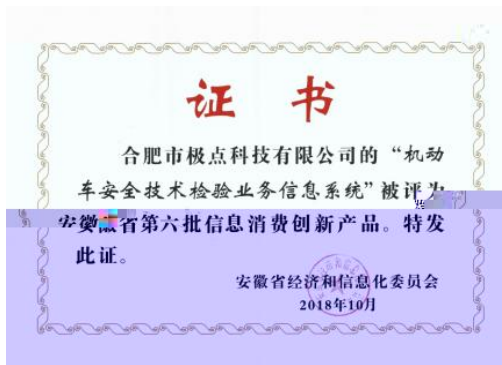 证书
合肥市极点科技有限公司的“机动
车安全技术检验业务信息系统”被评为
安徽省第六批信息消费创新产品。特发
此证。
安徽省经济和信息化委员会
2018年10月